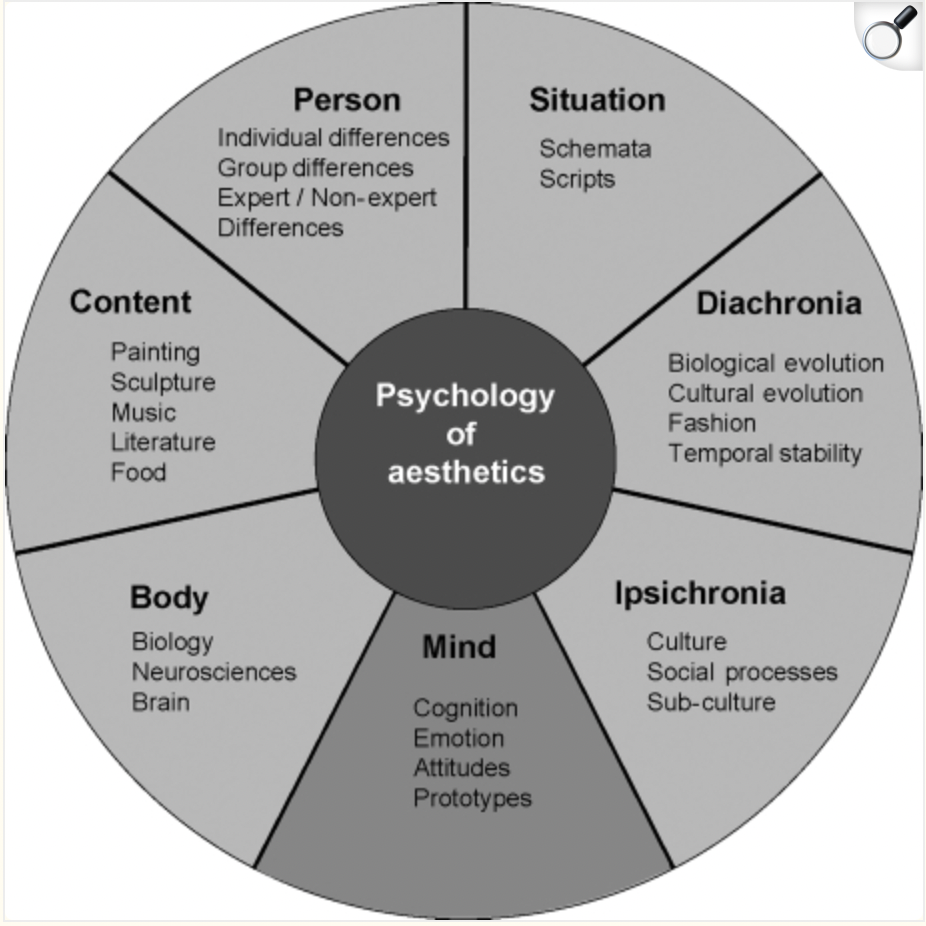 Person
Individual differences
Group differences
Expert / Non-expert
Differences
Situation
Schemata
Scripts
Diachronia
Biological evolution
Cultural evolution
Fashion
Temporal stability
Ipsichronia
Culture
Social processes
Sub-culture
Mind
Cognition
Emotion
Attitudes
Prototypes
Body
Biology
Neurosciences
Brain
Content
Painting
Sculpture
Music
Literature
Food
Psychology
of
aesthetics